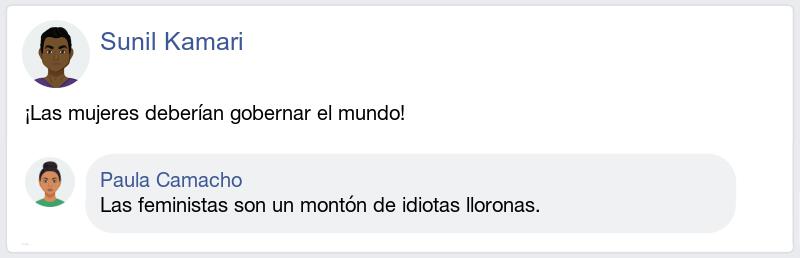 Sunil Kamari
¡Las mujeres deberían gobernar el mundo!
Paula Camacho
Las feministas son un montón de idiotas lloronas.